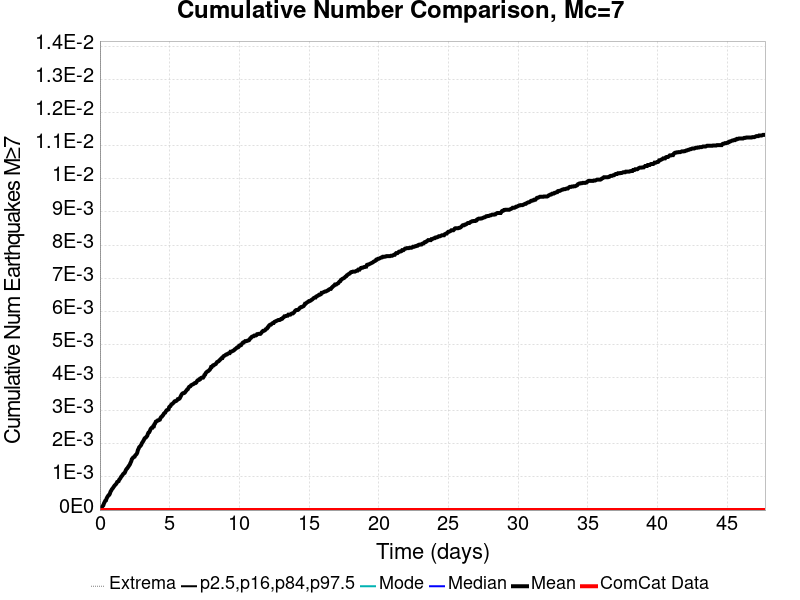 Cumulative Number Comparison, Mc=7
1.4E-2
1.3E-2
1.2E-2
1.1E-2
1E-2
9E-3
8E-3
7E-3
6E-3
5E-3
4E-3
3E-3
2E-3
1E-3
0E0
Cumulative Num Earthquakes M≥7
0 5 10 15 20 25 30 35 40 45
Time (days)
Extrema p2.5,p16,p84,p97.5 Mode Median Mean ComCat Data